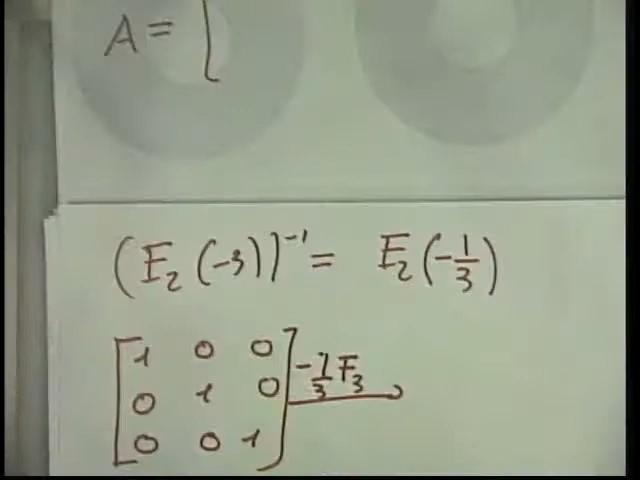 A = [
(E₂(-3))⁻¹ = E₂(-1/3)
[1 0 0
0 1 0
0 0 1] -1/3 F₃ →